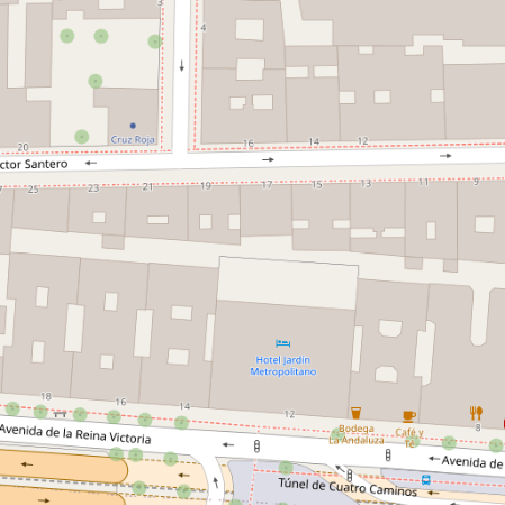 3
4
Cruz Roja
20
16
14
12
ctor Santero
25
23
21
19
17
15
13
11
9
Hotel Jardín
Metropolitano
18
16
14
12
8
Bodega
La Andaluza
Café y
Té
Avenida de la Reina Victoria
Avenida de
Túnel de Cuatro Caminos